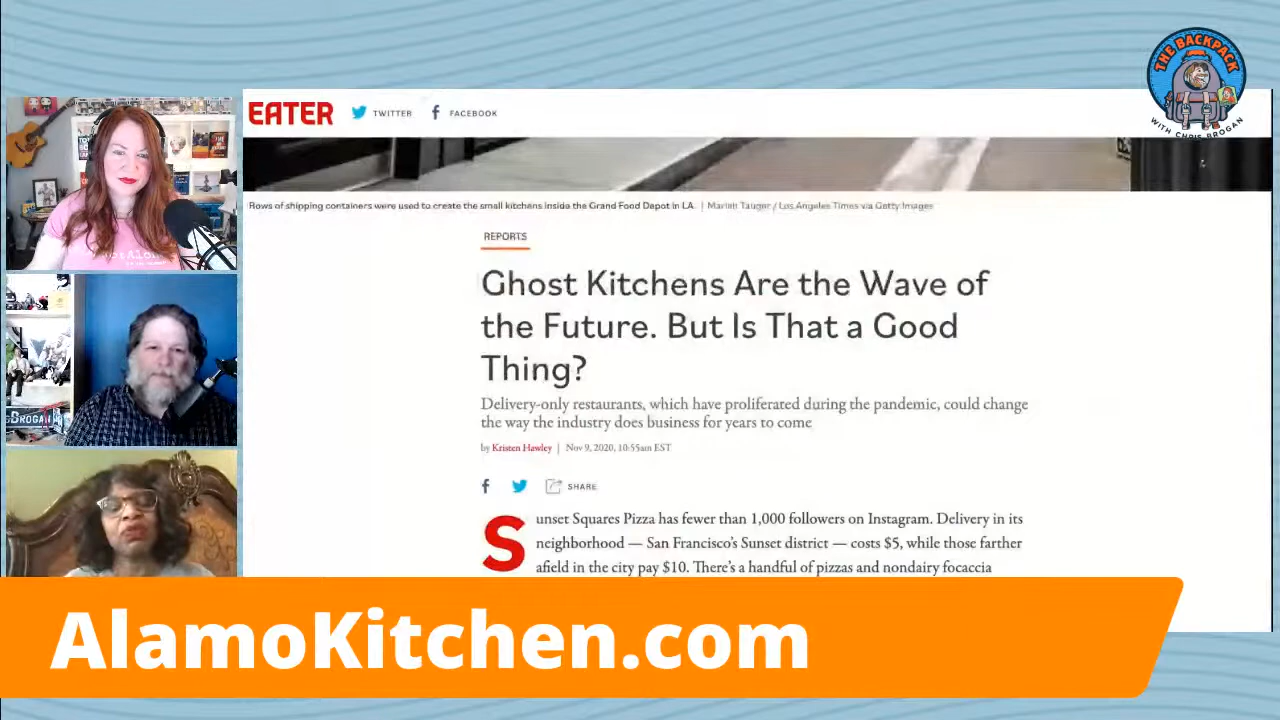 THE BACKPACK
WITH CHRIS BROGAN
EATER
TWITTER
FACEBOOK
Rows of shipping containers were used to create the small kitchens inside the Grand Food Depot in LA. | Marian Tauger / Los Angeles Times via Getty Images
REPORTS
Ghost Kitchens Are the Wave of
the Future. But Is That a Good
Thing?
Delivery-only restaurants, which have proliferated during the pandemic, could change
the way the industry does business for years to come
by Kristen Hawley | Nov 9, 2020, 10:55am EST
SHARE
Sunset Squares Pizza has fewer than 1,000 followers on Instagram. Delivery in its
neighborhood — San Francisco's Sunset district — costs $5, while those farther
afield in the city pay $10. There's a handful of pizzas and nondairy focaccia
BROGAN
AlamoKitchen.com